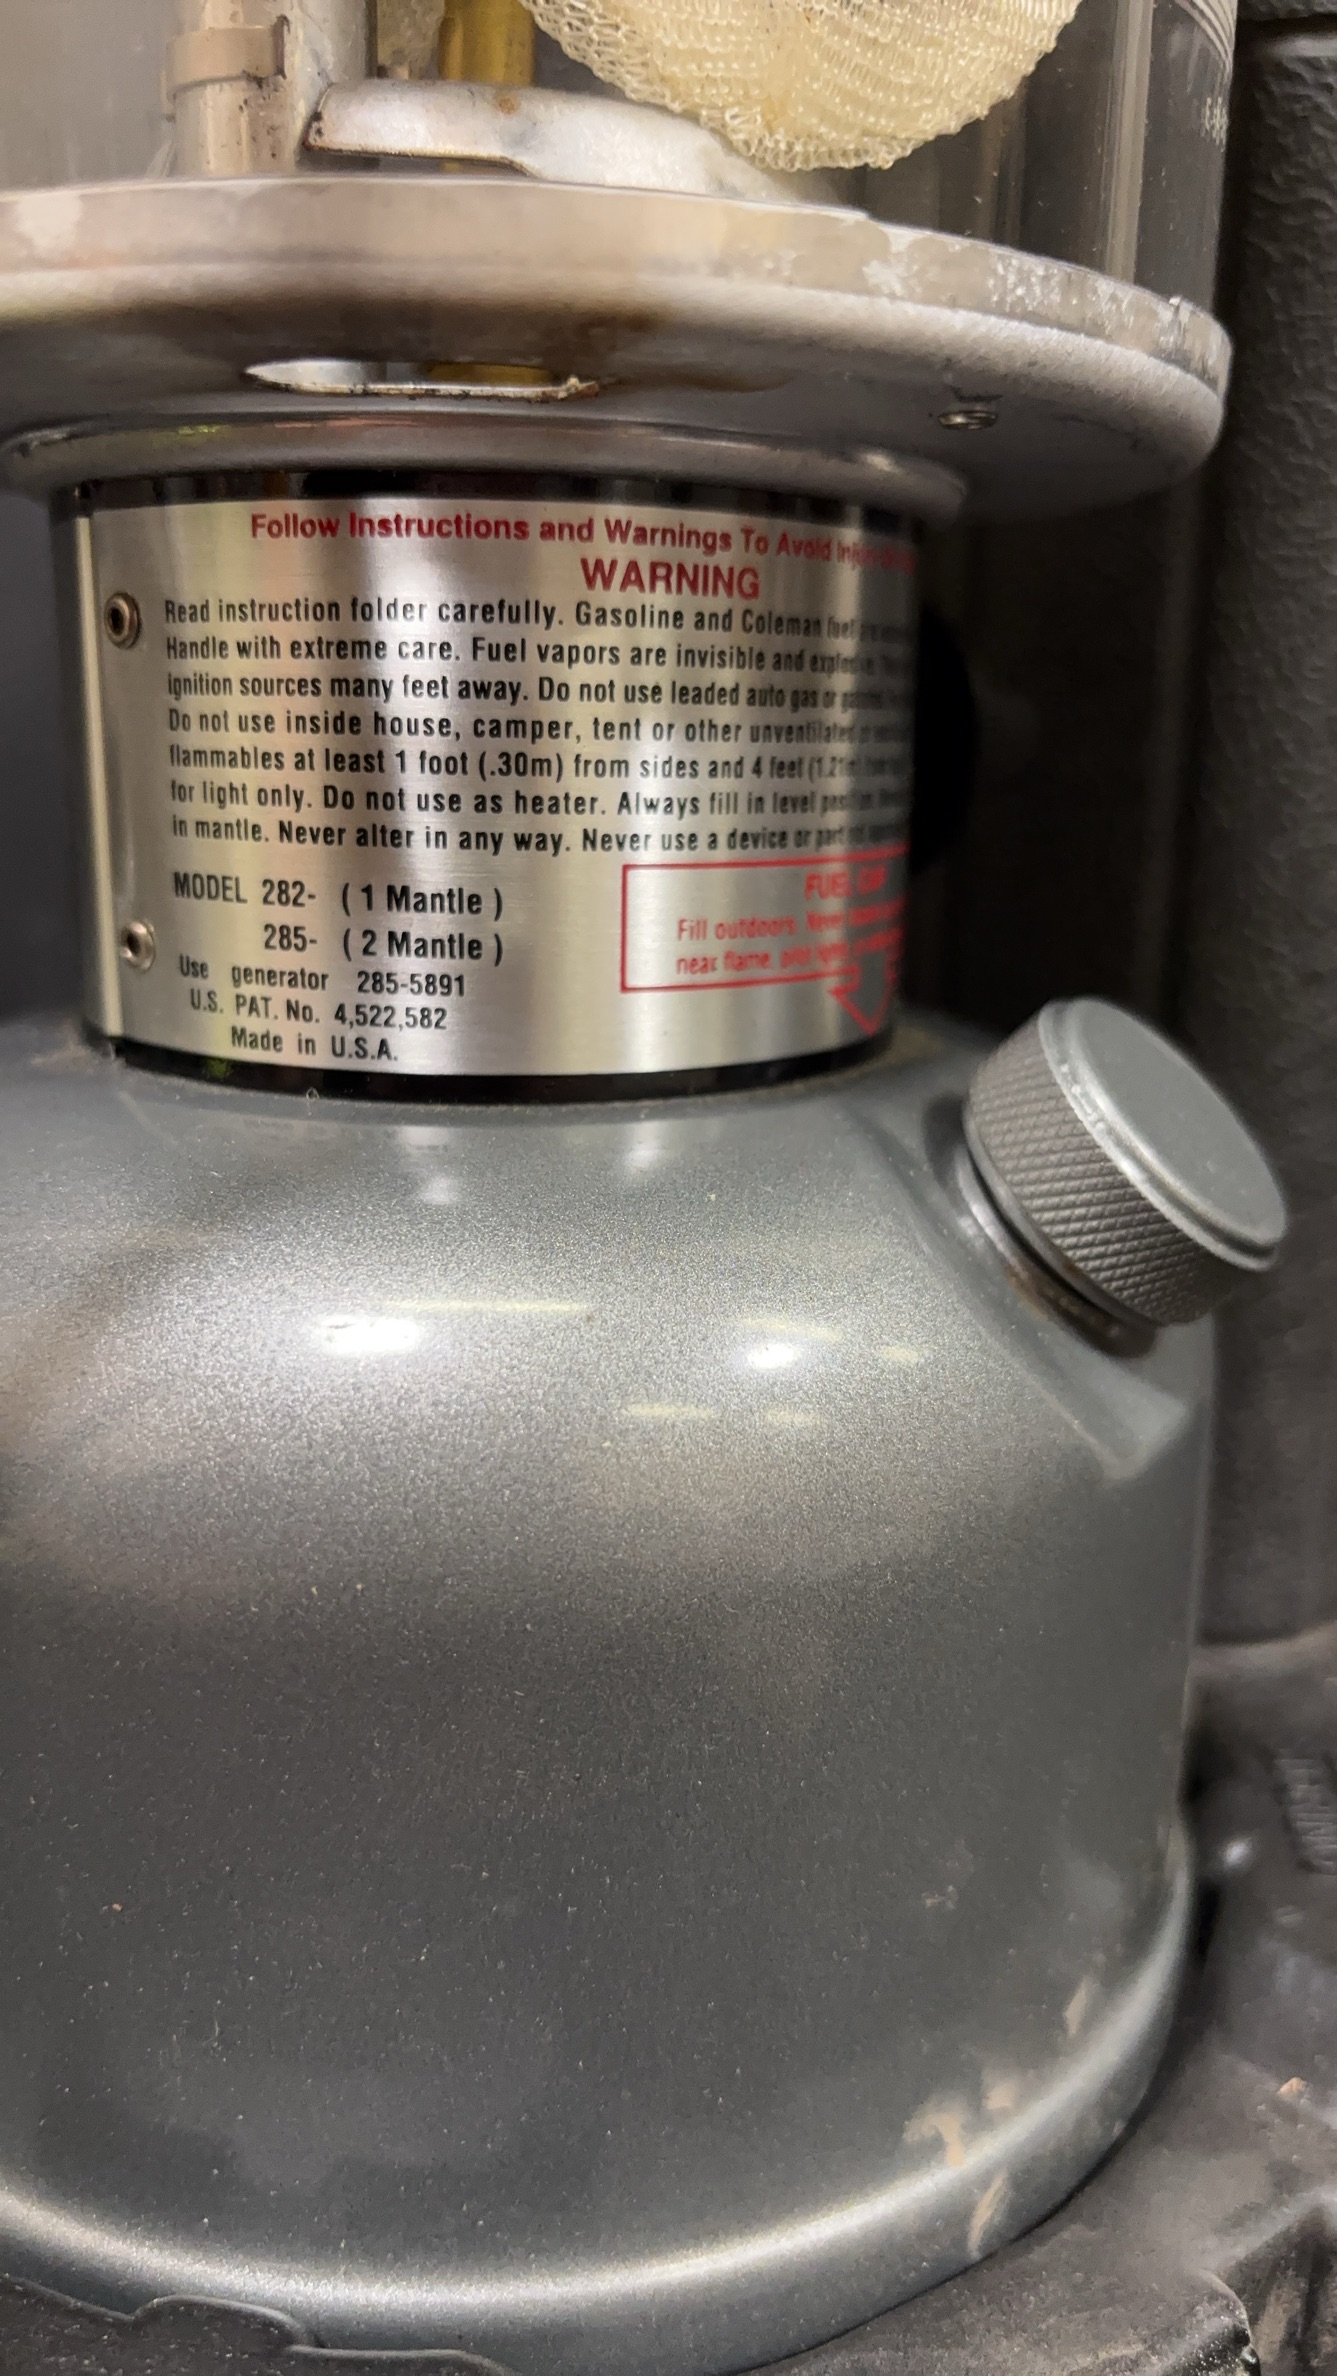 Follow Instructions and Warnings To Avoid
WARNING
Read instruction folder carefully. Gasoline and Coleman fuel
Handle with extreme care. Fuel vapors are invisible and
ignition sources many feet away. Do not use leaded auto gas or
Do not use inside house, camper, tent or other unventilated
flammables at least 1 foot (.30m) from sides and 4 feet
for light only. Do not use as heater. Always fill in level
in mantle. Never alter in any way. Never use a device or part
MODEL 282- ( 1 Mantle )
285- ( 2 Mantle )
Use generator 285-5891
U.S. PAT. No. 4,522,582
Made in U.S.A.
FUEL
Fill outdoors. Never
near flame,